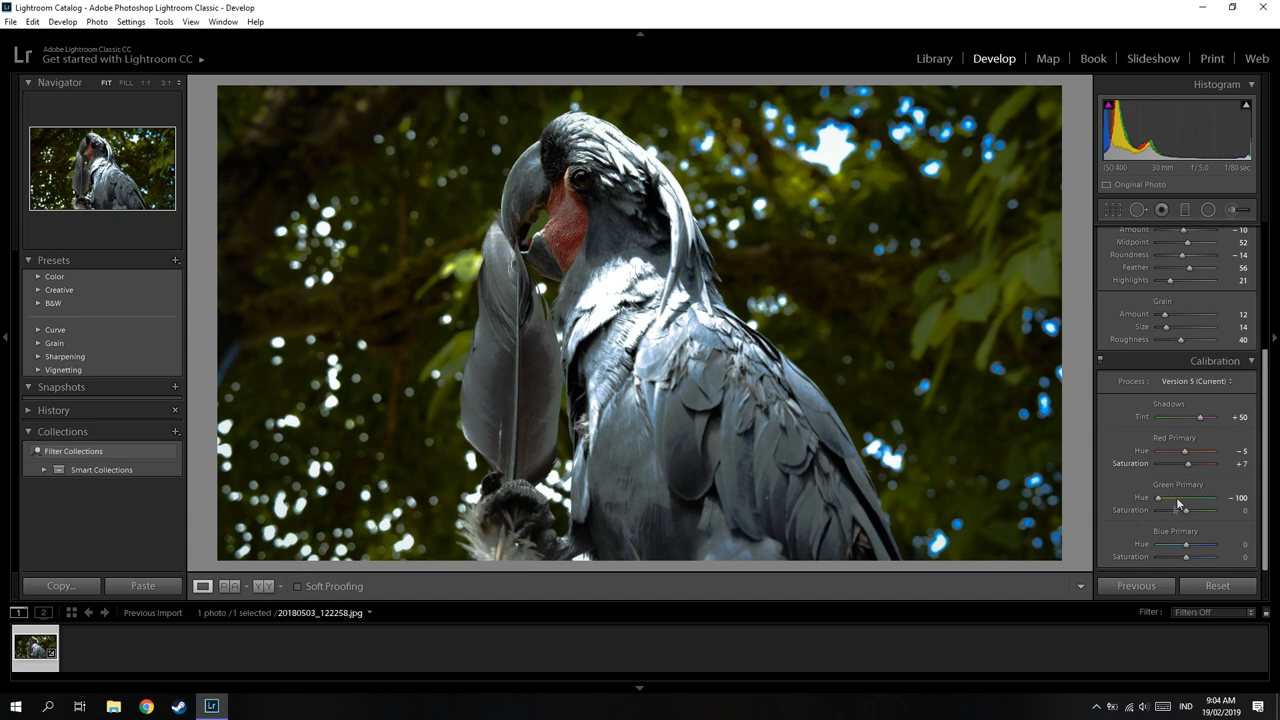 Lightroom Catalog - Adobe Photoshop Lightroom Classic - Develop
File Edit Develop Photo Settings Tools View Window Help
Lr
Adobe Lightroom Classic CC
Get started with Lightroom CC
Library | Develop | Map | Book | Slideshow | Print | Web
Navigator FIT FILL 1:1 3:1
Presets
Color
Creative
B&W
Curve
Grain
Sharpening
Vignetting
Snapshots
History
Collections
Filter Collections
Smart Collections
Copy... Paste
Histogram
ISO 400 30 mm f / 5.0 1/80 sec
Original Photo
Amount - 10
Midpoint 52
Roundness - 14
Feather 56
Highlights 21
Grain
Amount 12
Size 14
Roughness 40
Calibration
Process : Version 5 (Current)
Shadows
Tint + 50
Red Primary
Hue - 5
Saturation + 7
Green Primary
Hue - 100
Saturation 0
Blue Primary
Hue 0
Saturation 0
Previous Reset
Soft Proofing
1 2 Previous Import 1 photo / 1 selected / 20180503_122258.jpg
Filter : Filters Off
Lr
IND
9:04 AM
19/02/2019